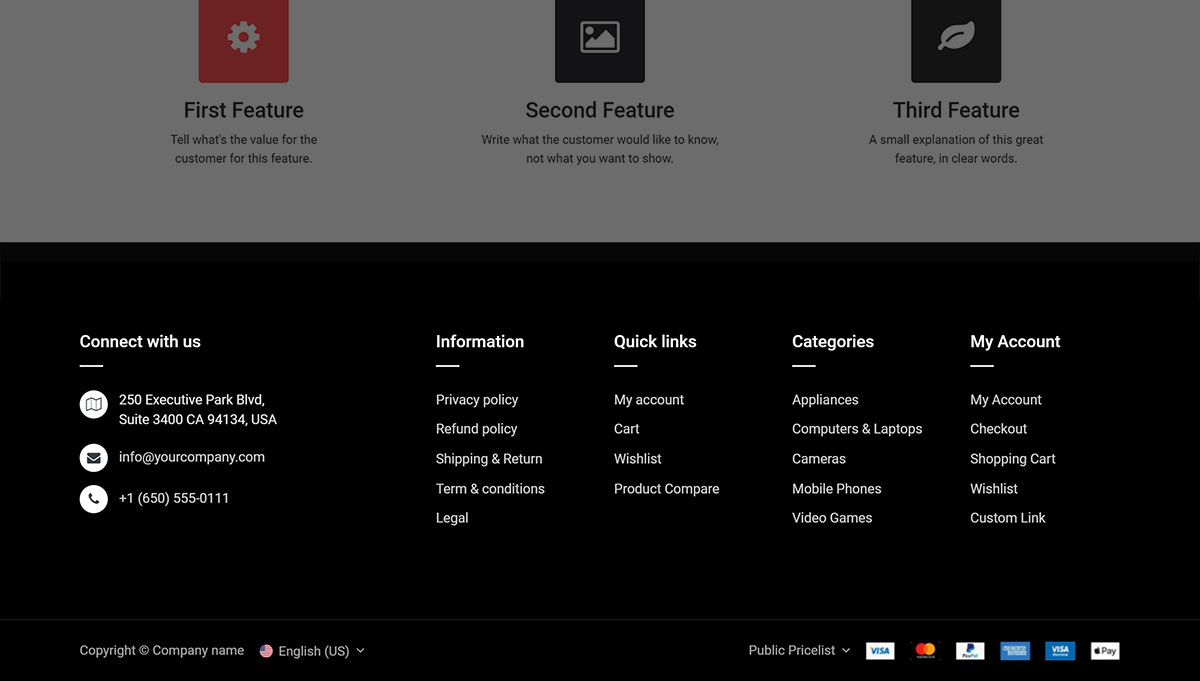 First Feature
Tell what's the value for the
customer for this feature.
Second Feature
Write what the customer would like to know,
not what you want to show.
Third Feature
A small explanation of this great
feature, in clear words.
Connect with us
250 Executive Park Blvd,
Suite 3400 CA 94134, USA
info@yourcompany.com
+1 (650) 555-0111
Information
Privacy policy
Refund policy
Shipping & Return
Term & conditions
Legal
Quick links
My account
Cart
Wishlist
Product Compare
Categories
Appliances
Computers & Laptops
Cameras
Mobile Phones
Video Games
My Account
My Account
Checkout
Shopping Cart
Wishlist
Custom Link
Copyright © Company name
English (US)
Public Pricelist
VISA
PayPal
VISA
Pay